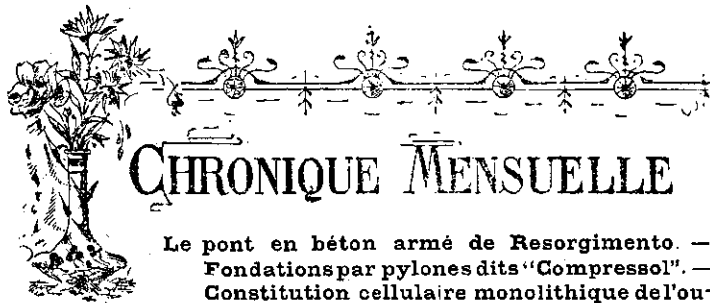 CHRONIQUE MENSUELLE
Le pont en béton armé de Resorgimento. —
Fondations par pylones dits "Compressol". —
Constitution cellulaire monolithique de l'ou-